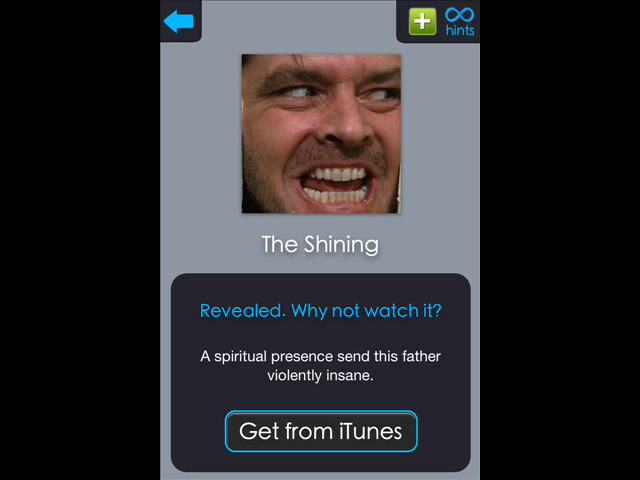 hints
The Shining
Revealed. Why not watch it?
A spiritual presence send this father
violently insane.
Get from iTunes